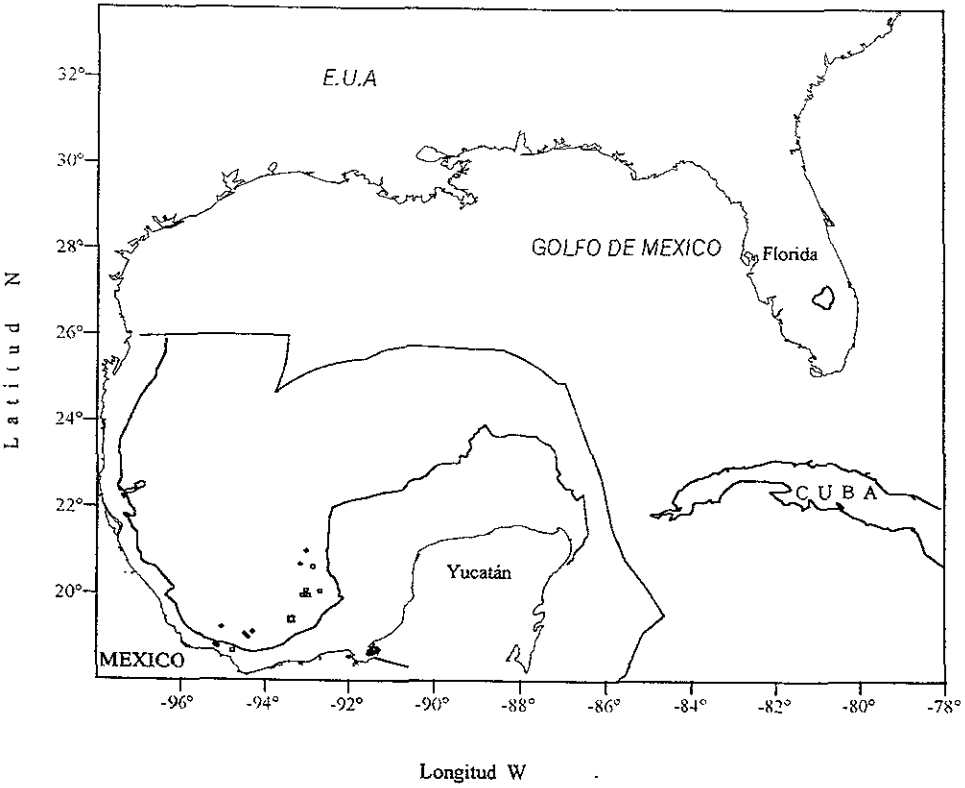 32°
E.U.A
30°
28°
GOLFO DE MEXICO
Florida
Latitud N
26°
24°
22°
CUBA
20°
Yucatán
MEXICO
-96°
-94°
-92°
-90°
-88°
-86°
-84°
-82°
-80°
-78°
Longitud W